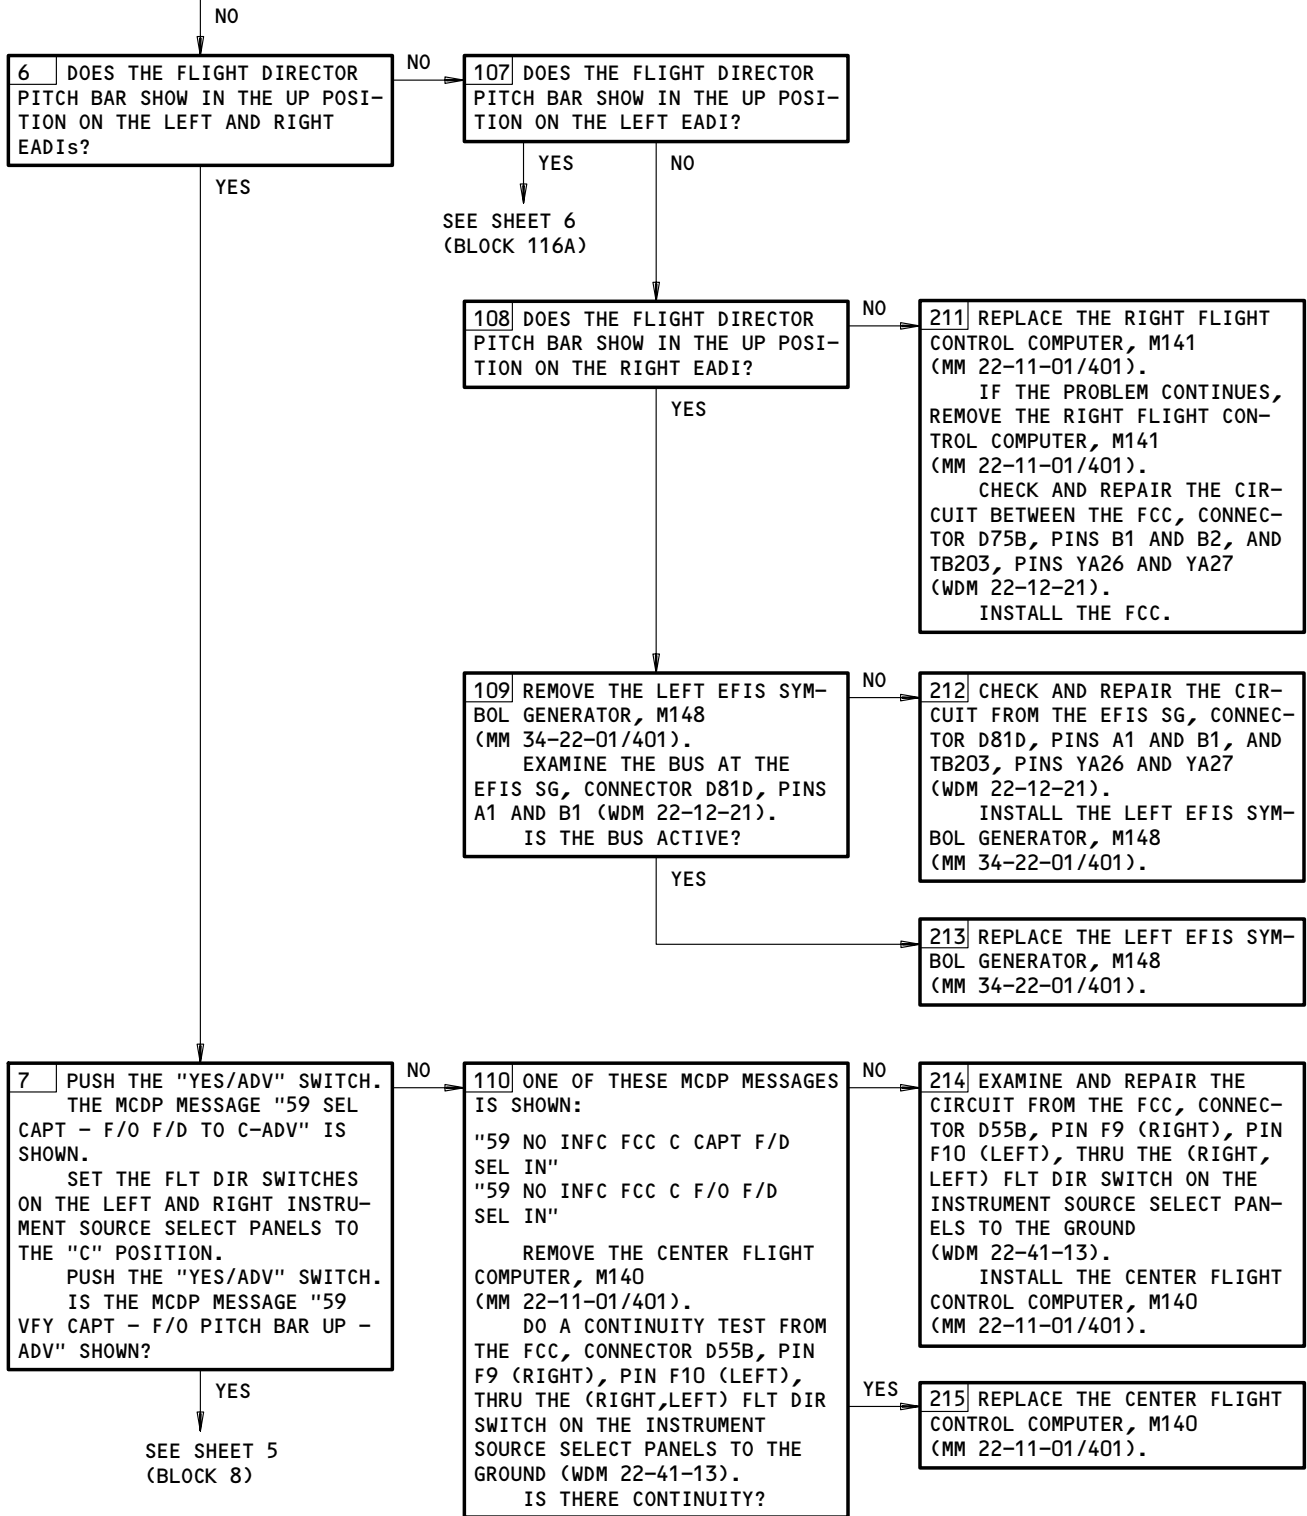 NO
6 DOES THE FLIGHT DIRECTOR
PITCH BAR SHOW IN THE UP POSI-
TION ON THE LEFT AND RIGHT
EADIs?
NO
YES
107 DOES THE FLIGHT DIRECTOR
PITCH BAR SHOW IN THE UP POSI-
TION ON THE LEFT EADI?
YES
NO
SEE SHEET 6
(BLOCK 116A)
108 DOES THE FLIGHT DIRECTOR
PITCH BAR SHOW IN THE UP POSI-
TION ON THE RIGHT EADI?
NO
YES
211 REPLACE THE RIGHT FLIGHT
CONTROL COMPUTER, M141
(MM 22-11-01/401).
IF THE PROBLEM CONTINUES,
REMOVE THE RIGHT FLIGHT CON-
TROL COMPUTER, M141
(MM 22-11-01/401).
CHECK AND REPAIR THE CIR-
CUIT BETWEEN THE FCC, CONNEC-
TOR D75B, PINS B1 AND B2, AND
TB203, PINS YA26 AND YA27
(WDM 22-12-21).
INSTALL THE FCC.
109 REMOVE THE LEFT EFIS SYM-
BOL GENERATOR, M148
(MM 34-22-01/401).
EXAMINE THE BUS AT THE
EFIS SG, CONNECTOR D81D, PINS
A1 AND B1 (WDM 22-12-21).
IS THE BUS ACTIVE?
NO
YES
212 CHECK AND REPAIR THE CIR-
CUIT FROM THE EFIS SG, CONNEC-
TOR D81D, PINS A1 AND B1, AND
TB203, PINS YA26 AND YA27
(WDM 22-12-21).
INSTALL THE LEFT EFIS SYM-
BOL GENERATOR, M148
(MM 34-22-01/401).
213 REPLACE THE LEFT EFIS SYM-
BOL GENERATOR, M148
(MM 34-22-01/401).
7 PUSH THE "YES/ADV" SWITCH.
THE MCDP MESSAGE "59 SEL
CAPT - F/O F/D TO C-ADV" IS
SHOWN.
SET THE FLT DIR SWITCHES
ON THE LEFT AND RIGHT INSTRU-
MENT SOURCE SELECT PANELS TO
THE "C" POSITION.
PUSH THE "YES/ADV" SWITCH.
IS THE MCDP MESSAGE "59
VFY CAPT - F/O PITCH BAR UP -
ADV" SHOWN?
NO
YES
SEE SHEET 5
(BLOCK 8)
110 ONE OF THESE MCDP MESSAGES
IS SHOWN:
"59 NO INFC FCC C CAPT F/D
SEL IN"
"59 NO INFC FCC C F/O F/D
SEL IN"
REMOVE THE CENTER FLIGHT
COMPUTER, M140
(MM 22-11-01/401).
DO A CONTINUITY TEST FROM
THE FCC, CONNECTOR D55B, PIN
F9 (RIGHT), PIN F10 (LEFT),
THRU THE (RIGHT,LEFT) FLT DIR
SWITCH ON THE INSTRUMENT
SOURCE SELECT PANELS TO THE
GROUND (WDM 22-41-13).
IS THERE CONTINUITY?
NO
YES
214 EXAMINE AND REPAIR THE
CIRCUIT FROM THE FCC, CONNEC-
TOR D55B, PIN F9 (RIGHT), PIN
F10 (LEFT), THRU THE (RIGHT,
LEFT) FLT DIR SWITCH ON THE
INSTRUMENT SOURCE SELECT PAN-
ELS TO THE GROUND
(WDM 22-41-13).
INSTALL THE CENTER FLIGHT
CONTROL COMPUTER, M140
(MM 22-11-01/401).
215 REPLACE THE CENTER FLIGHT
CONTROL COMPUTER, M140
(MM 22-11-01/401).